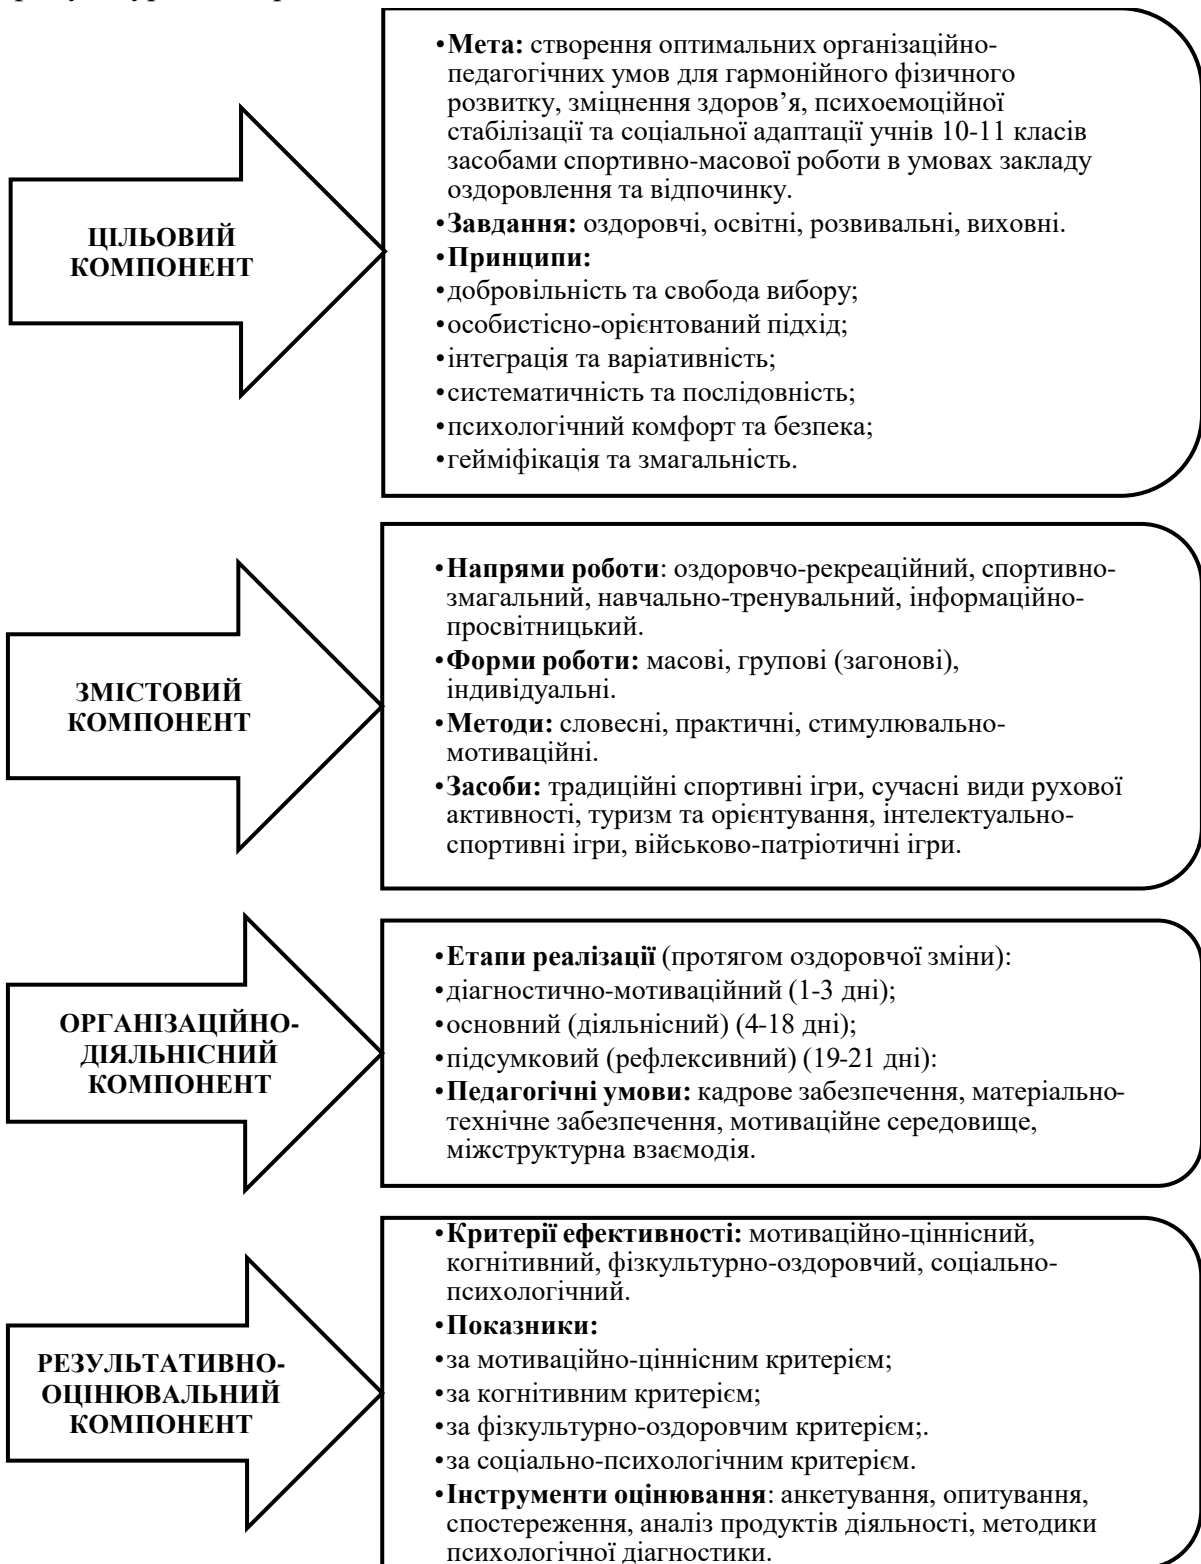 •Мета: створення оптимальних організаційно-
педагогічних умов для гармонійного фізичного
розвитку, зміцнення здоров’я, психоемоційної
стабілізації та соціальної адаптації учнів 10-11 класів
засобами спортивно-масової роботи в умовах закладу
оздоровлення та відпочинку.
•Завдання: оздоровчі, освітні, розвивальні, виховні.
•Принципи:
•добровільність та свобода вибору;
•особистісно-орієнтований підхід;
•інтеграція та варіативність;
•систематичність та послідовність;
•психологічний комфорт та безпека;
•гейміфікація та змагальність.
ЦІЛЬОВИЙ
КОМПОНЕНТ
•Напрями роботи: оздоровчо-рекреаційний, спортивно-
змагальний, навчально-тренувальний, інформаційно-
просвітницький.
•Форми роботи: масові, групові (загонові),
індивідуальні.
•Методи: словесні, практичні, стимулювально-
мотиваційні.
•Засоби: традиційні спортивні ігри, сучасні види рухової
активності, туризм та орієнтування, інтелектуально-
спортивні ігри, військово-патріотичні ігри.
ЗМІСТОВИЙ
КОМПОНЕНТ
•Етапи реалізації (протягом оздоровчої зміни):
•діагностично-мотиваційний (1-3 дні);
•основний (діяльнісний) (4-18 дні);
•підсумковий (рефлексивний) (19-21 дні):
•Педагогічні умови: кадрове забезпечення, матеріально-
технічне забезпечення, мотиваційне середовище,
міжструктурна взаємодія.
ОРГАНІЗАЦІЙНО-
ДІЯЛЬНІСНИЙ
КОМПОНЕНТ
•Критерії ефективності: мотиваційно-ціннісний,
когнітивний, фізкультурно-оздоровчий, соціально-
психологічний.
•Показники:
•за мотиваційно-ціннісним критерієм;
•за когнітивним критерієм;
•за фізкультурно-оздоровчим критерієм;.
•за соціально-психологічним критерієм.
•Інструменти оцінювання: анкетування, опитування,
спостереження, аналіз продуктів діяльності, методики
психологічної діагностики.
РЕЗУЛЬТАТИВНО-
ОЦІНЮВАЛЬНИЙ
КОМПОНЕНТ